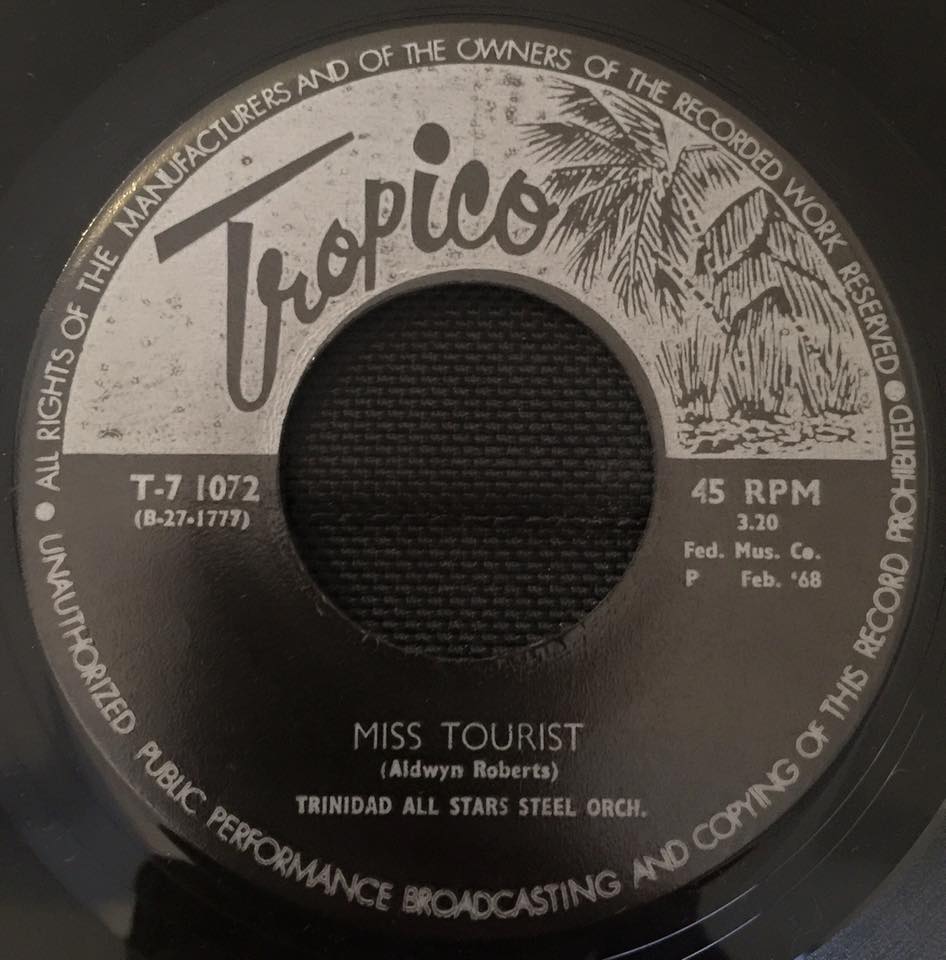 ALL RIGHTS OF THE MANUFACTURERS AND OF THE OWNERS OF THE RECORDED WORK RESERVED
Tropico
T-7 1072
(B-27-1777)
45 RPM
3.20
Fed. Mus. Co.
P Feb. '68
MISS TOURIST
(Aldwyn Roberts)
TRINIDAD ALL STARS STEEL ORCH.
UNAUTHORIZED PUBLIC PERFORMANCE BROADCASTING AND COPYING OF THIS RECORD PROHIBITED